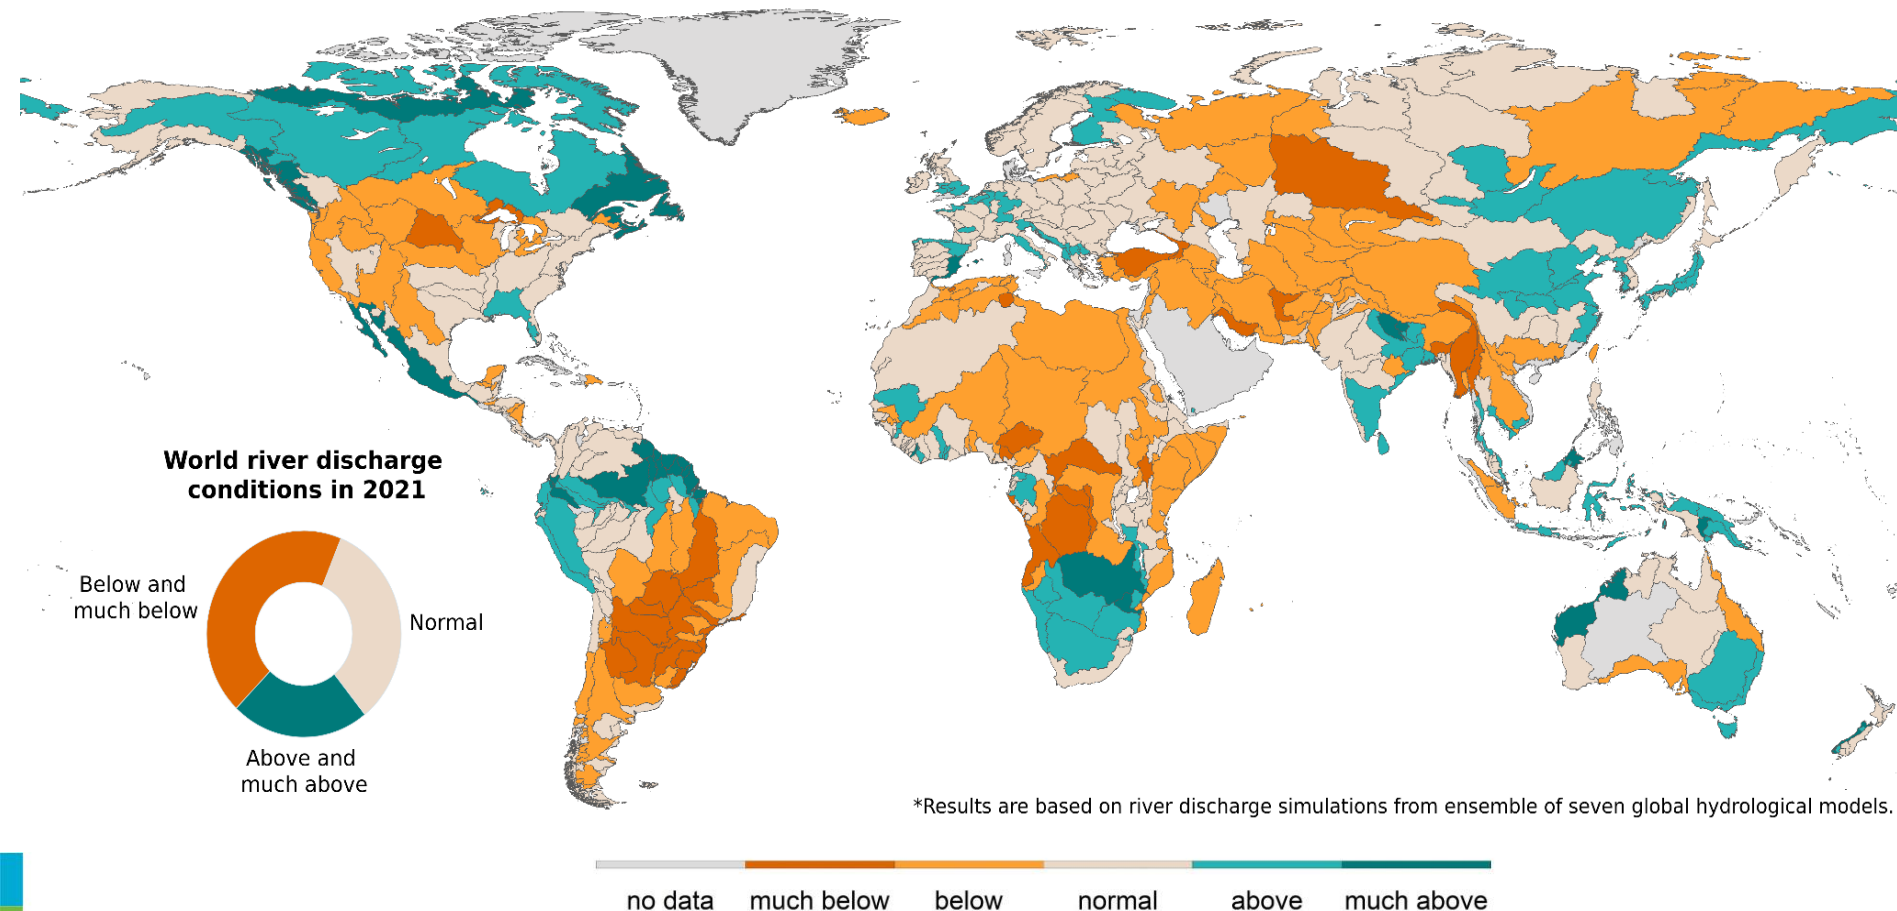 World river discharge
conditions in 2021
Below and
much below
Normal
Above and
much above
*Results are based on river discharge simulations from ensemble of seven global hydrological models.
no data
much below
below
normal
above
much above